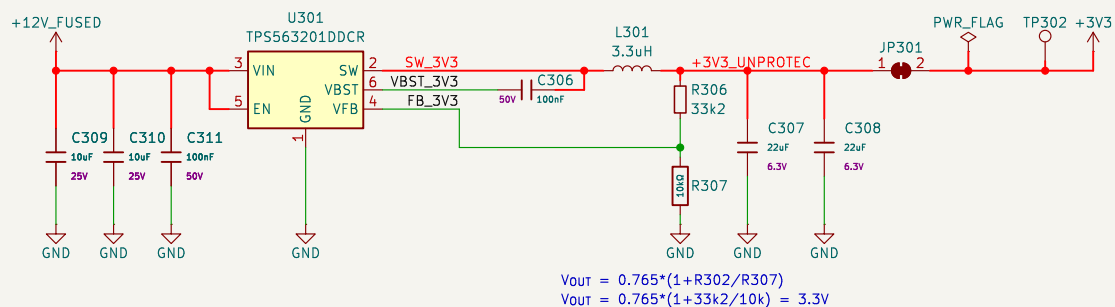 +12V_FUSED
U301
TPS563201DDCR
3 VIN
SW 2
SW_3V3
VBST 6
VBST_3V3
5 EN
VFB 4
FB_3V3
GND
1
C306
50V 100nF
L301
3.3uH
+3V3_UNPROTEC
JP301
1 2
PWR_FLAG
TP302
+3V3
R306
33k2
10kΩ
R307
C309
10uF
25V
C310
10uF
25V
C311
100nF
50V
C307
22uF
6.3V
C308
22uF
6.3V
GND
GND
GND
GND
GND
GND
GND
VOUT = 0.765*(1+R302/R307)
VOUT = 0.765*(1+33k2/10k) = 3.3V